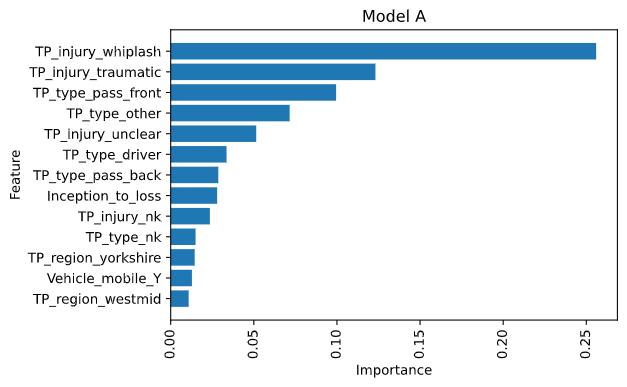 Model A
TP_injury_whiplash
TP_injury_traumatic
TP_type_pass_front
TP_type_other
TP_injury_unclear
TP_type_driver
TP_type_pass_back
Inception_to_loss
TP_injury_nk
TP_type_nk
TP_region_yorkshire
Vehicle_mobile_Y
TP_region_westmid
Feature
0.00
0.05
0.10
0.15
0.20
0.25
Importance